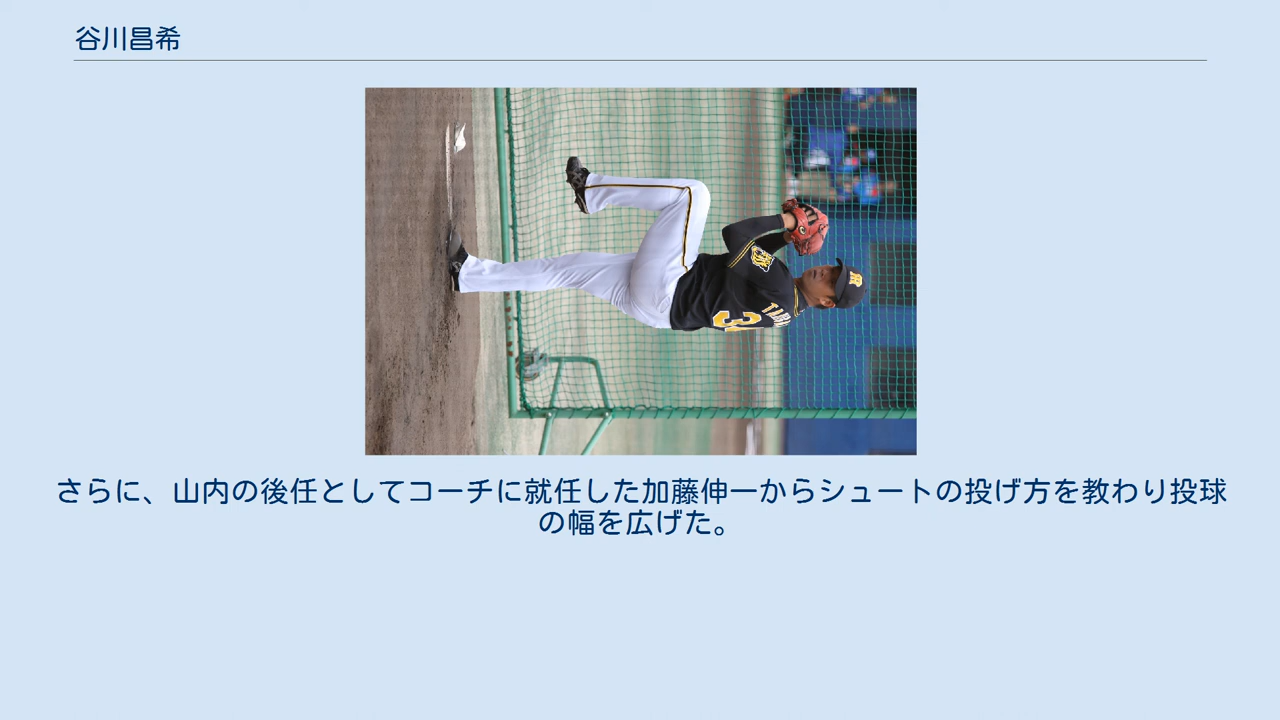 谷川昌希
さらに、山内の後任としてコーチに就任した加藤伸一からシュートの投げ方を教わり投球
の幅を広げた。